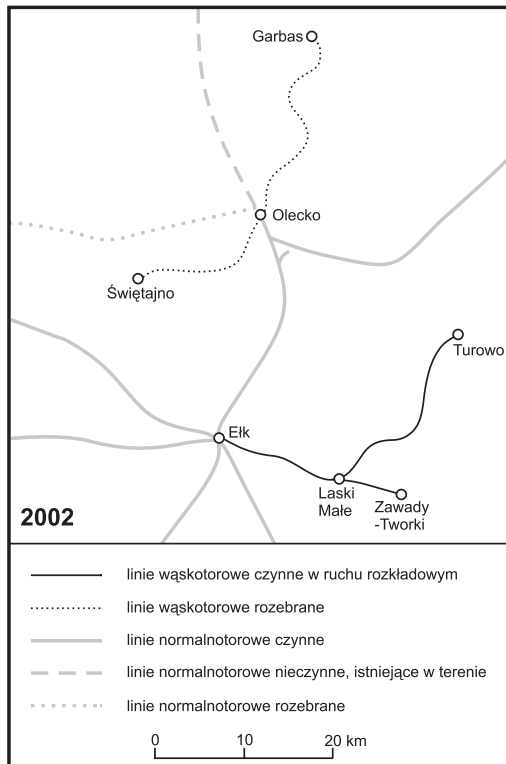 Garbas
Olecko
Świętajno
Turowo
Ełk
Laski
Małe
Zawady
-Tworki
2002
linie wąskotorowe czynne w ruchu rozkładowym
linie wąskotorowe rozebrane
linie normalnotorowe czynne
linie normalnotorowe nieczynne, istniejące w terenie
linie normalnotorowe rozebrane
0 10 20 km